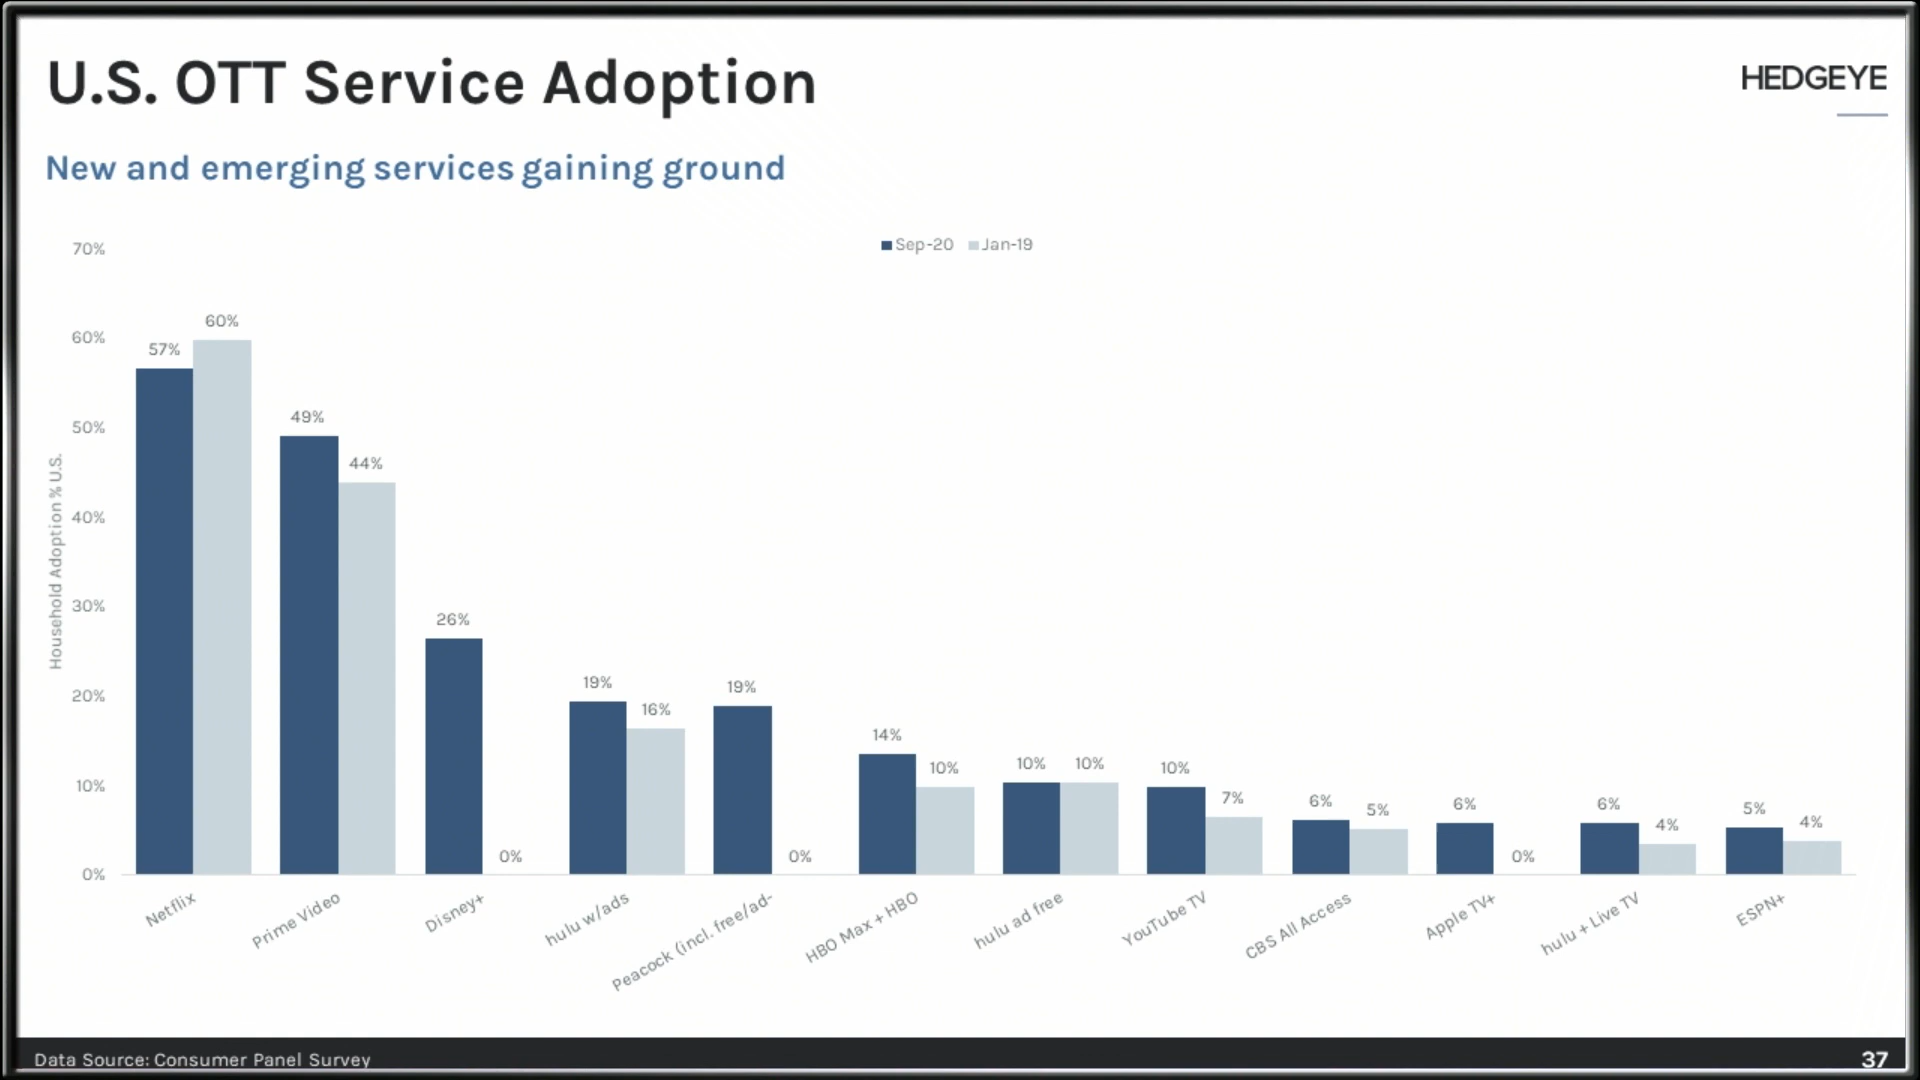 U.S. OTT Service Adoption
HEDGEYE
New and emerging services gaining ground
Sep-20 Jan-19
Household Adoption % U.S.
70%
60%
50%
40%
30%
20%
10%
0%
57% 60%
49% 44%
26% 0%
19% 16%
19% 0%
14% 10%
10% 10%
10% 7%
6% 5%
6% 0%
6% 4%
5% 4%
Netflix
Prime Video
Disney+
hulu w/ads
Peacock (incl. free/ad-
HBO Max + HBO
hulu ad free
YouTube TV
CBS All Access
Apple TV+
hulu + Live TV
ESPN+
Data Source: Consumer Panel Survey
37